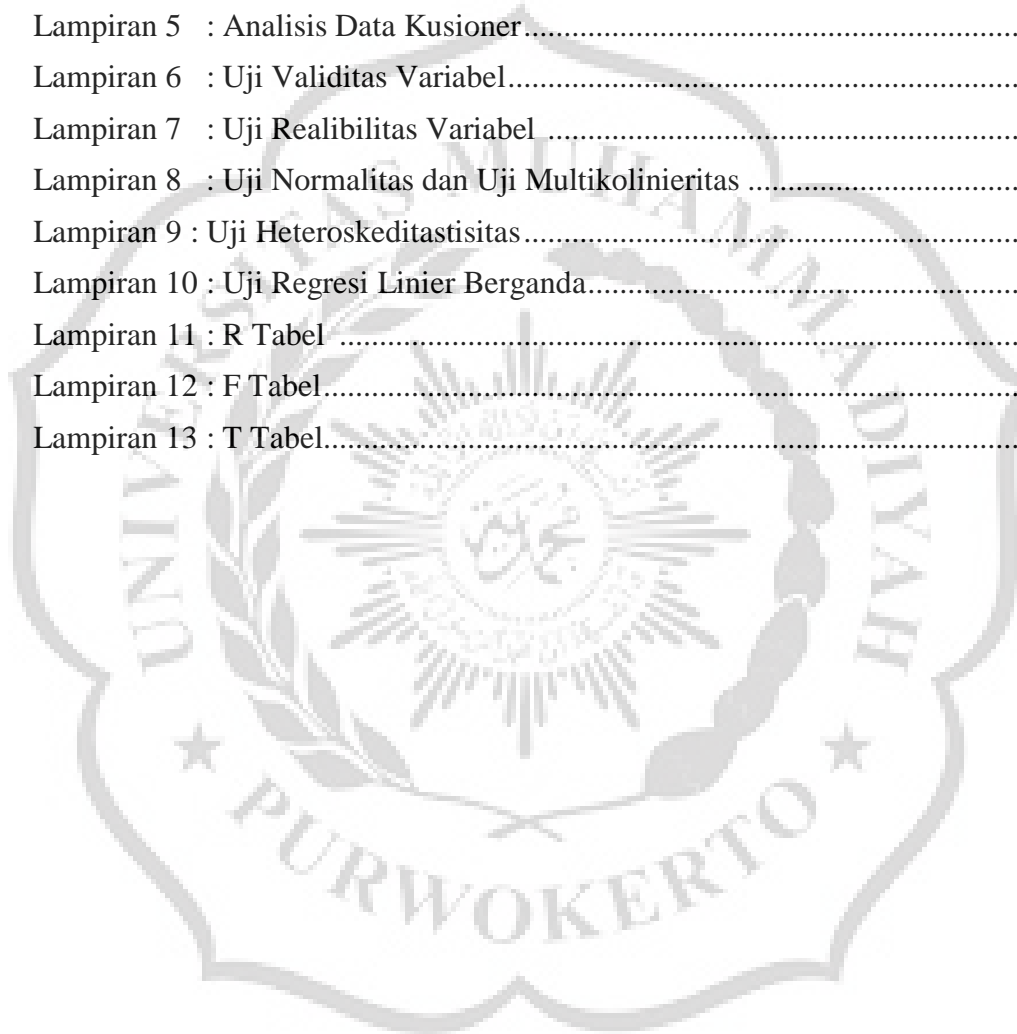 Lampiran 5 : Analisis Data Kusioner........................................................................
Lampiran 6 : Uji Validitas Variabel..........................................................................
Lampiran 7 : Uji Realibilitas Variabel ....................................................................
Lampiran 8 : Uji Normalitas dan Uji Multikolinieritas .......................................
Lampiran 9 : Uji Heteroskeditastisitas........................................................................
Lampiran 10 : Uji Regresi Linier Berganda..............................................................
Lampiran 11 : R Tabel ..................................................................................................
Lampiran 12 : F Tabel.....................................................................................................
Lampiran 13 : T Tabel.....................................................................................................
UNIVERSITAS MUHAMMADIYAH
PURWOKERTO